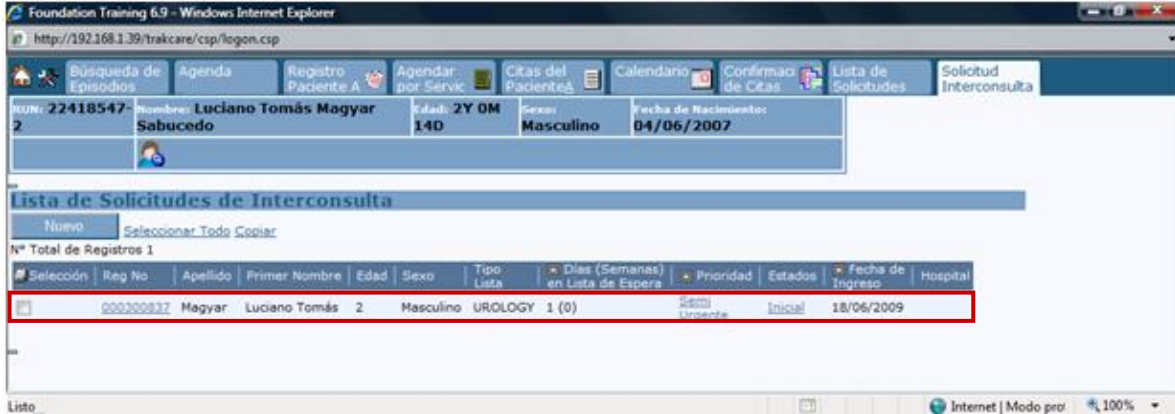 Foundation Training 6.9 - Windows Internet Explorer
http://192.168.1.39/trakcare/csp/logon.csp
Búsqueda de Episodios Agenda Registro Paciente A Agendar por Servic Citas del PacienteA Calendario Confirmaci de Citas Lista de Solicitudes Solicitud Interconsulta
RUN: 22418547-2 Nombre: Luciano Tomás Magyar Sabucedo Edad: 2Y 0M 14D Sexo: Masculino Fecha de Nacimiento: 04/06/2007
Lista de Solicitudes de Interconsulta
Nuevo Seleccionar Todo Copiar
Nº Total de Registros 1
Selección Reg No Apellido Primer Nombre Edad Sexo Tipo Lista Días (Semanas) en Lista de Espera Prioridad Estados Fecha de Ingreso Hospital
000300837 Magyar Luciano Tomás 2 Masculino UROLOGY 1 (0) Semi Urgente Inicial 18/06/2009
Listo Internet | Modo pro 100%